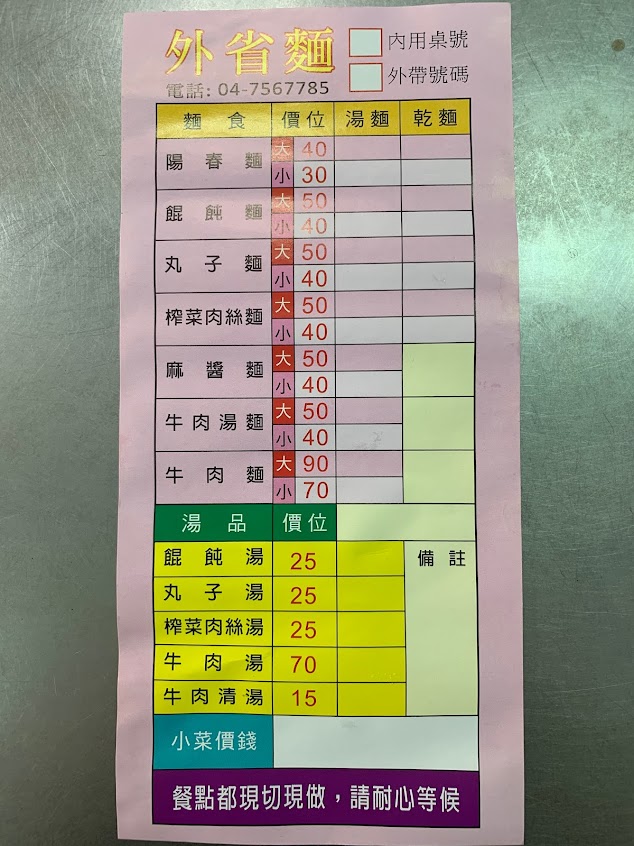 外省麵 內用桌號
外帶號碼
電話: 04-7567785
麵食 價位 湯麵 乾麵
陽春麵 大 40
小 30
餛飩麵 大 50
小 40
丸子麵 大 50
小 40
榨菜肉絲麵 大 50
小 40
麻醬麵 大 50
小 40
牛肉湯麵 大 50
小 40
牛肉麵 大 90
小 70
湯品 價位
餛飩湯 25 備註
丸子湯 25
榨菜肉絲湯 25
牛肉湯 70
牛肉清湯 15
小菜價錢
餐點都現切現做，請耐心等候